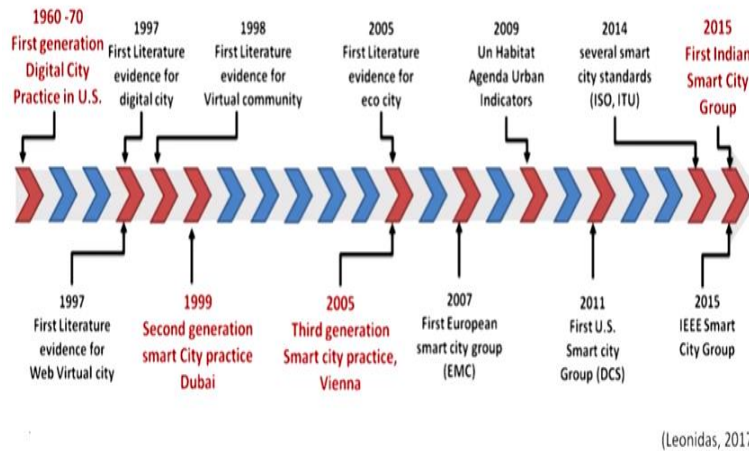 1960 -70
First generation
Digital City
Practice in U.S.
1997
First Literature
evidence for
digital city
1998
First Literature
evidence for
Virtual community
2005
First Literature
evidence for
eco city
2009
Un Habitat
Agenda Urban
Indicators
2014
several smart
city standards
(ISO, ITU)
2015
First Indian
Smart City
Group
1997
First Literature
evidence for
Web Virtual city
1999
Second generation
smart City practice
Dubai
2005
Third generation
Smart city practice,
Vienna
2007
First European
smart city group
(EMC)
2011
First U.S.
Smart city
Group (DCS)
2015
IEEE Smart
City Group
(Leonidas, 2017